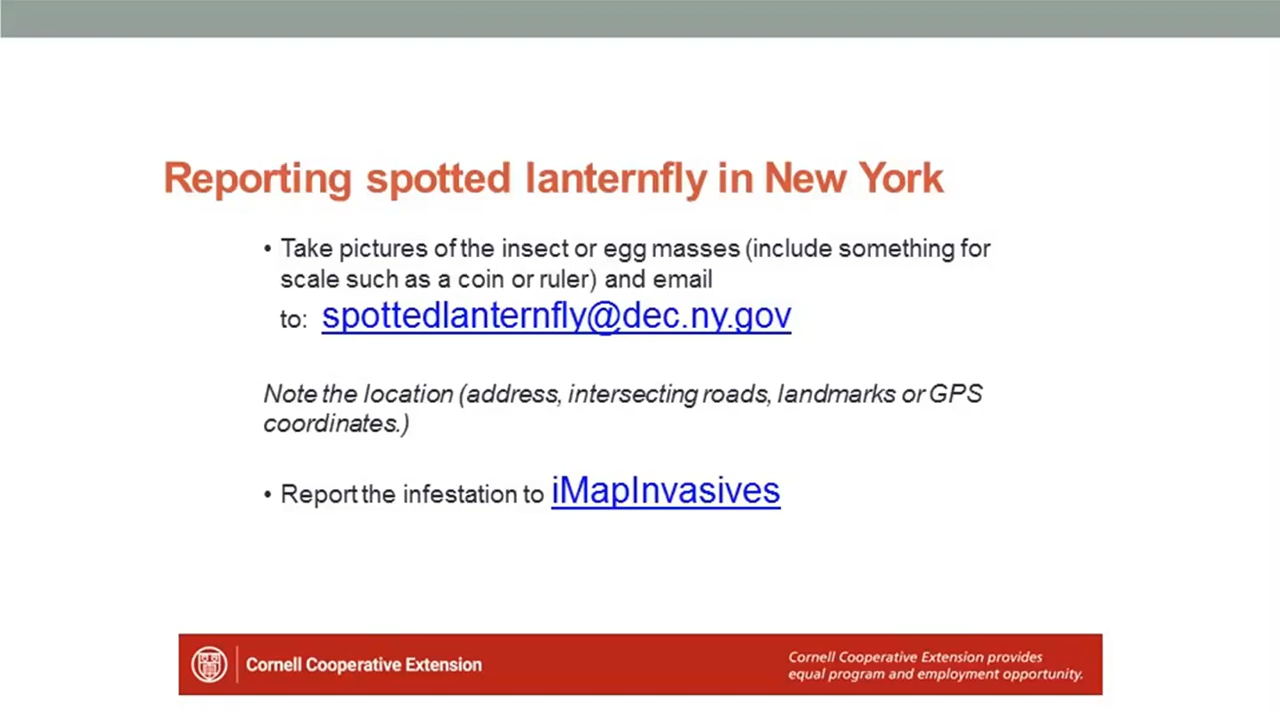 Reporting spotted lanternfly in New York
• Take pictures of the insect or egg masses (include something for
scale such as a coin or ruler) and email
to: spottedlanternfly@dec.ny.gov
Note the location (address, intersecting roads, landmarks or GPS
coordinates.)
• Report the infestation to iMapInvasives
Cornell Cooperative Extension
Cornell Cooperative Extension provides
equal program and employment opportunity.